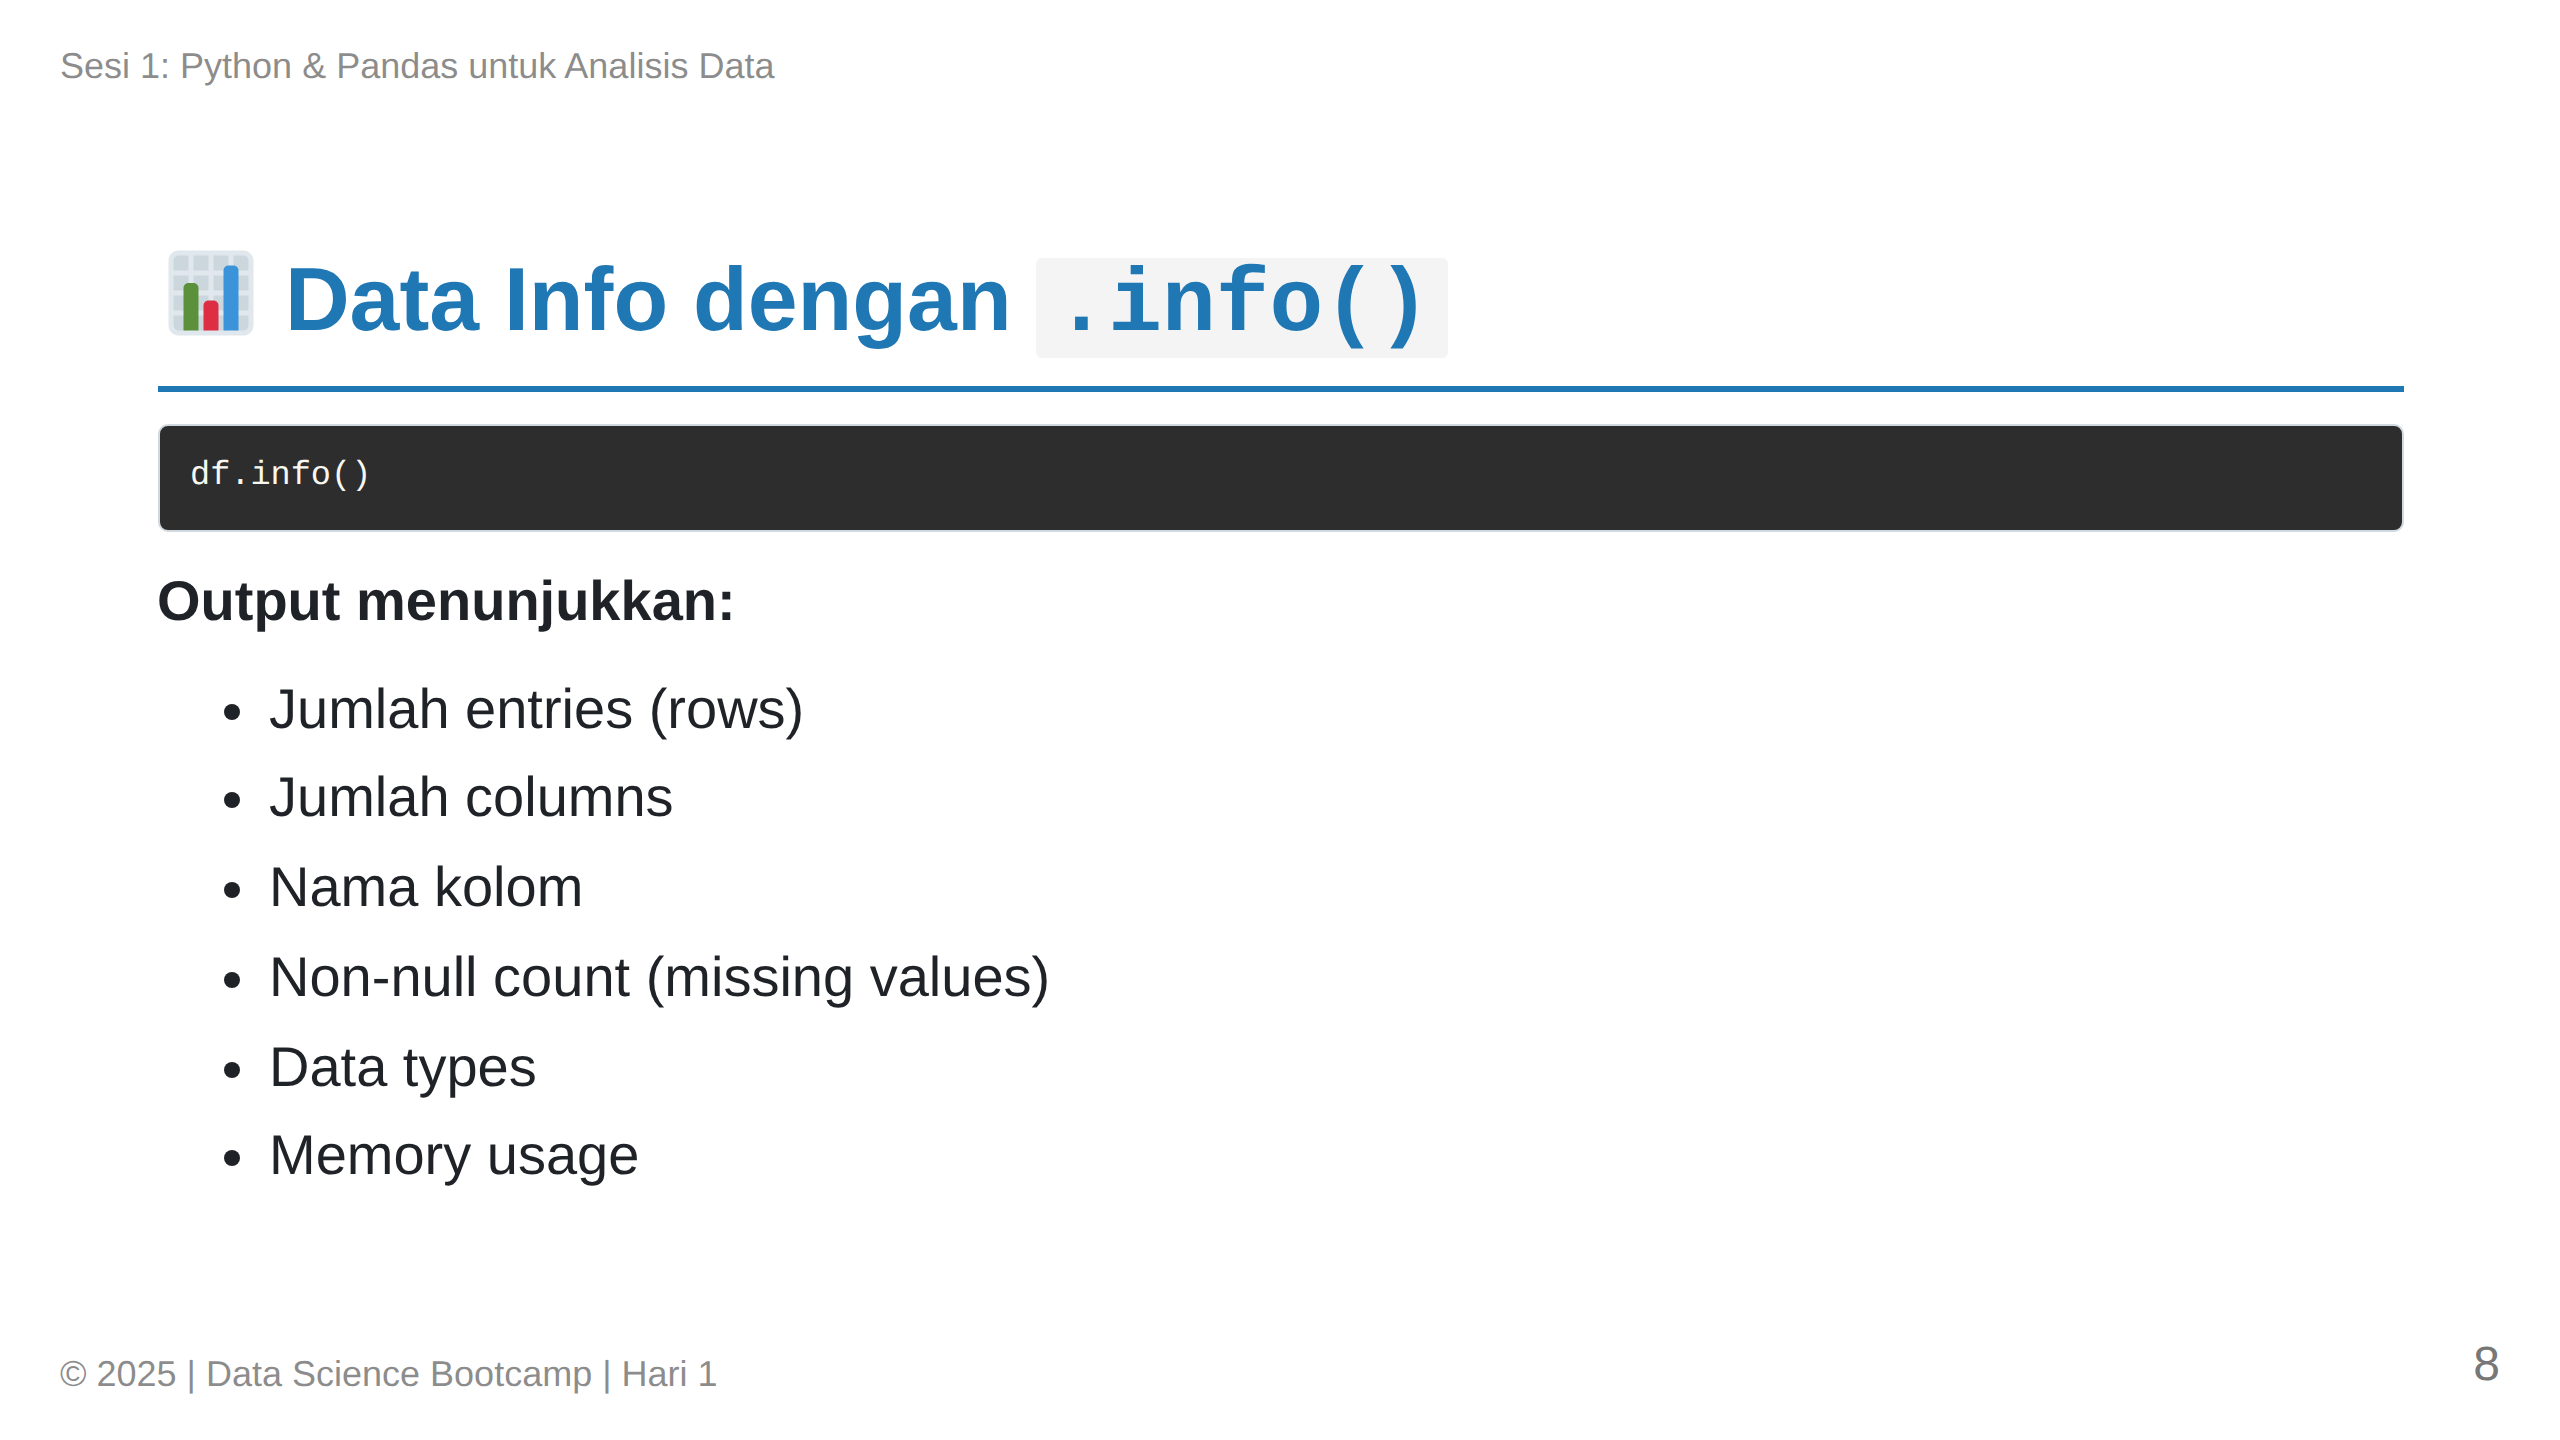 Sesi 1: Python & Pandas untuk Analisis Data
Data Info dengan .info()
df.info()
Output menunjukkan:
• Jumlah entries (rows)
• Jumlah columns
• Nama kolom
• Non-null count (missing values)
• Data types
• Memory usage
© 2025 | Data Science Bootcamp | Hari 1
8